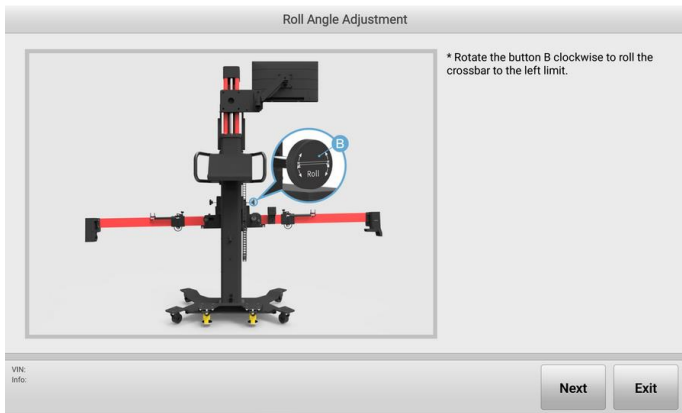 Roll Angle Adjustment
* Rotate the button B clockwise to roll the
crossbar to the left limit.
B
Roll
VIN:
Info:
Next
Exit